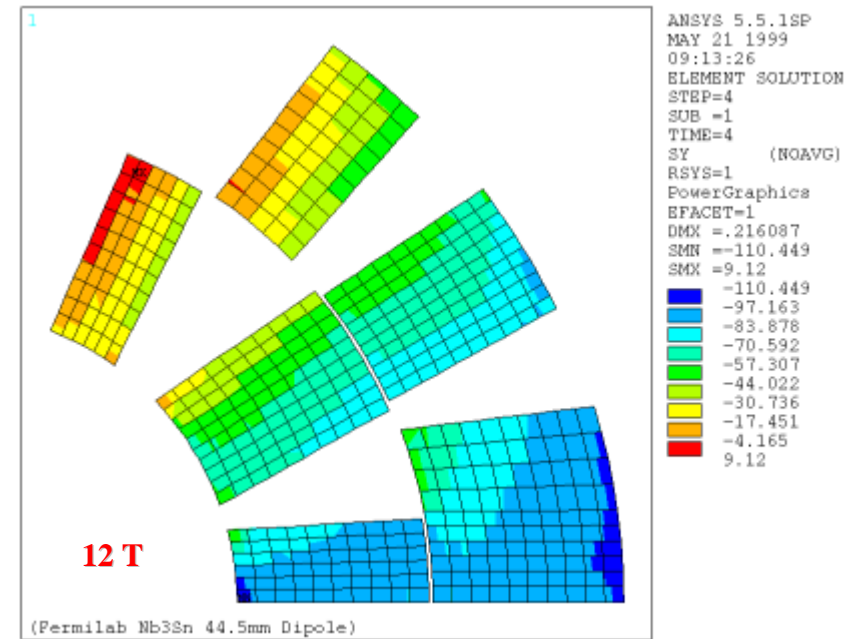 1
ANSYS 5.5.1SP
MAY 21 1999
09:13:26
ELEMENT SOLUTION
STEP=4
SUB =1
TIME=4
SY (NOAVG)
RSYS=1
PowerGraphics
EFACET=1
DMX =.216087
SMN =-110.449
SMX =9.12
-110.449
-97.163
-83.878
-70.592
-57.307
-44.022
-30.736
-17.451
-4.165
9.12
MX
12 T
(Fermilab Nb3Sn 44.5mm Dipole)